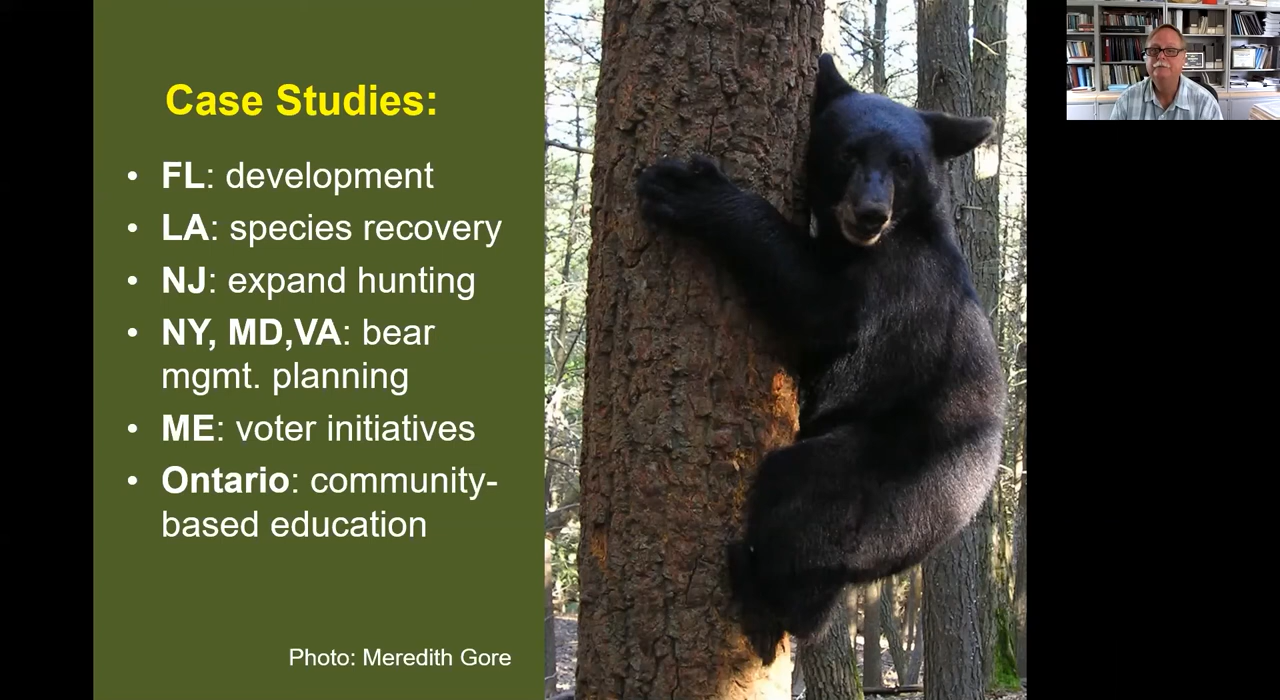 Case Studies:
• FL: development
• LA: species recovery
• NJ: expand hunting
• NY, MD,VA: bear
mgmt. planning
• ME: voter initiatives
• Ontario: community-
based education
Photo: Meredith Gore